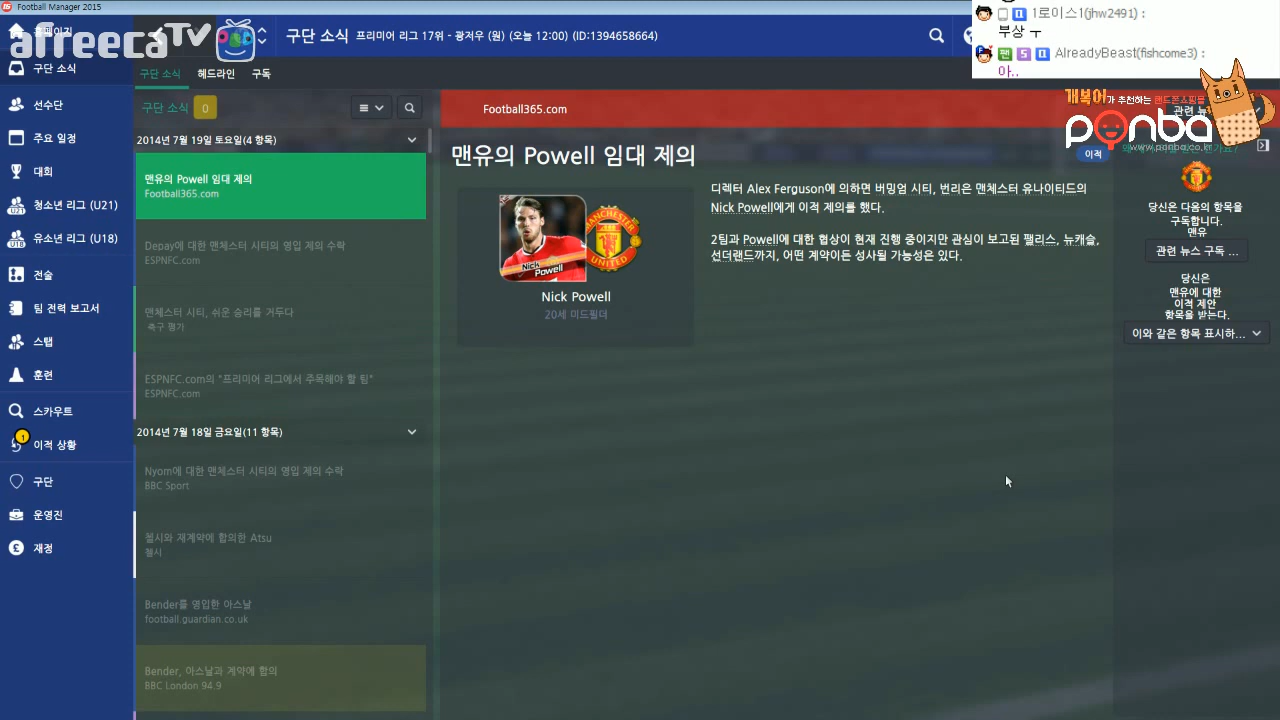 Football Manager 2015
afreecaTV
구단 소식 프리미어 리그 17위 - 광저우 (원) (오늘 12:00) (ID:1394658664)
1로이스1(jhw2491) :
부상 ㅜ
팬 S AlreadyBeast(fishcome3) :
아..
구단 소식
선수단
주요 일정
대회
청소년 리그 (U21)
유소년 리그 (U18)
전술
팀 전력 보고서
스탭
훈련
스카우트
1
이적 상황
구단
운영진
재정
구단 소식 헤드라인 구독
구단 소식 0
2014년 7월 19일 토요일(4 항목)
맨유의 Powell 임대 제의
Football365.com
Depay에 대한 맨체스터 시티의 영입 제의 수락
ESPNFC.com
맨체스터 시티, 쉬운 승리를 거두다
축구 평가
ESPNFC.com의 "프리미어 리그에서 주목해야 할 팀"
ESPNFC.com
2014년 7월 18일 금요일(11 항목)
Nyom에 대한 맨체스터 시티의 영입 제의 수락
BBC Sport
첼시와 재계약에 합의한 Atsu
첼시
Bender를 영입한 아스날
football.guardian.co.uk
Bender, 아스날과 계약에 합의
BBC London 94.9
Football365.com
맨유의 Powell 임대 제의
이적
Nick Powell
Nick Powell
20세 미드필더
디렉터 Alex Ferguson에 의하면 버밍엄 시티, 번리은 맨체스터 유나이티드의
Nick Powell에게 이적 제의를 했다.
2팀과 Powell에 대한 협상이 현재 진행 중이지만 관심이 보고된 팰리스, 뉴캐슬,
선더랜드까지, 어떤 계약이든 성사될 가능성은 있다.
개복어가 추천하는 핸드폰쇼핑몰
ponba
www.ponba.co.kr
당신은 다음의 항목을
구독합니다.
맨유
관련 뉴스 구독 ...
당신은
맨유에 대한
이적 제안
항목을 받는다.
이와 같은 항목 표시하...